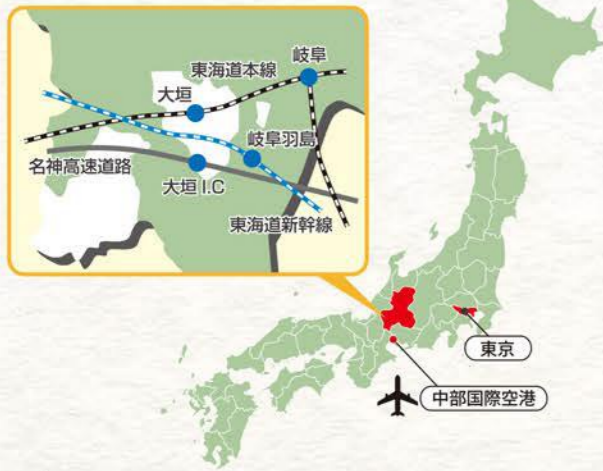 岐阜
東海道本線
大垣
岐阜羽島
名神高速道路
大垣 I.C
東海道新幹線
東京
中部国際空港